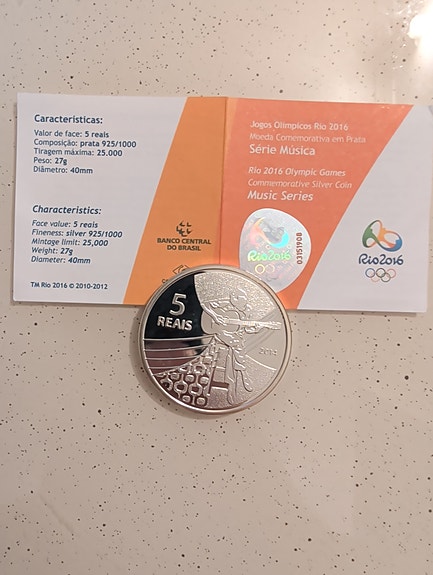 Características:
Valor de face: 5 reais
Composição: prata 925/1000
Tiragem máxima: 25.000
Peso: 27g
Diâmetro: 40mm
Characteristics:
Face value: 5 reais
Fineness: silver 925/1000
Mintage limit: 25,000
Weight: 27g
Diameter: 40mm
TM Rio 2016 © 2010-2012
BANCO CENTRAL
DO BRASIL
Jogos Olímpicos Rio 2016
Moeda Comemorativa em Prata
Série Música
Rio 2016 Olympic Games
Commemorative Silver Coin
Music Series
Rio2016
03151908
Rio2016
5
REAIS
2014